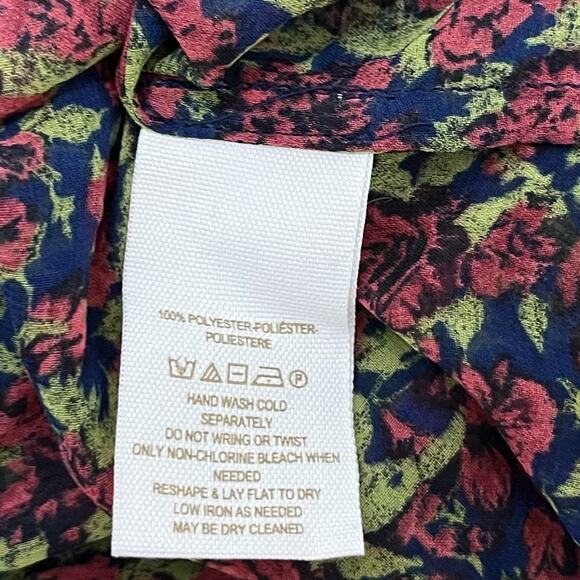 100% POLYESTER-POLIÉSTER-
POLIESTERE
P
HAND WASH COLD
SEPARATELY
DO NOT WRING OR TWIST
ONLY NON-CHLORINE BLEACH WHEN
NEEDED
RESHAPE & LAY FLAT TO DRY
LOW IRON AS NEEDED
MAY BE DRY CLEANED